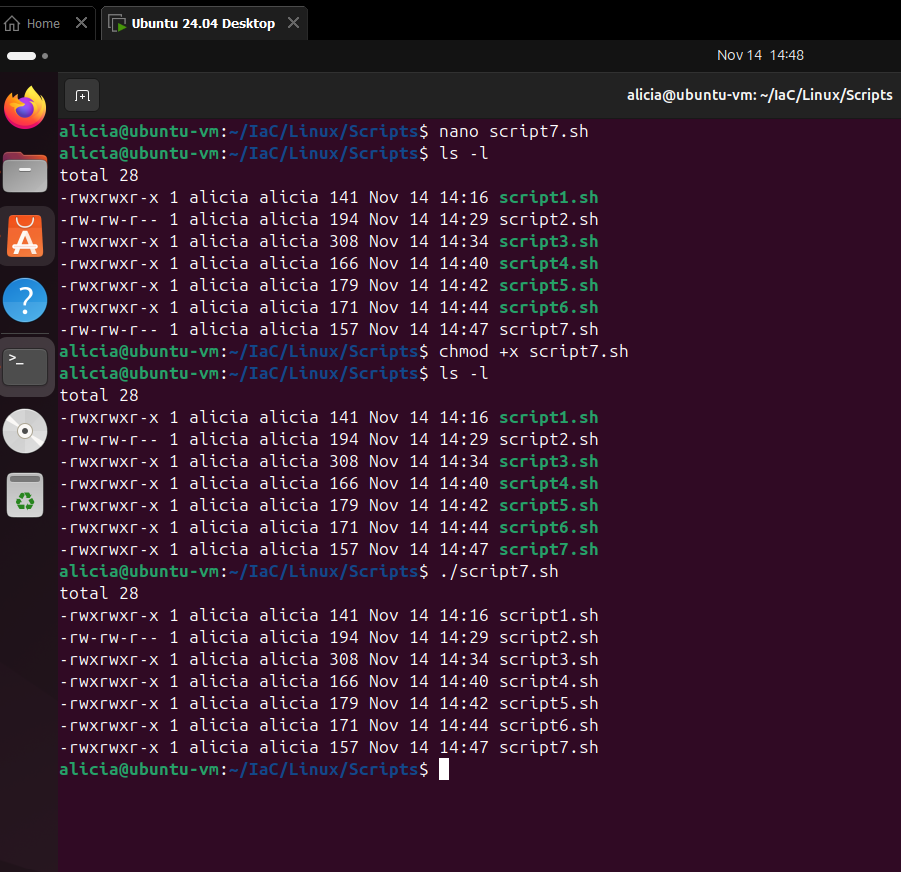 Home
Ubuntu 24.04 Desktop
Nov 14 14:48
alicia@ubuntu-vm: ~/IaC/Linux/Scripts
alicia@ubuntu-vm:~/IaC/Linux/Scripts$ nano script7.sh
alicia@ubuntu-vm:~/IaC/Linux/Scripts$ ls -l
total 28
-rwxrwxr-x 1 alicia alicia 141 Nov 14 14:16 script1.sh
-rw-rw-r-- 1 alicia alicia 194 Nov 14 14:29 script2.sh
-rwxrwxr-x 1 alicia alicia 308 Nov 14 14:34 script3.sh
-rwxrwxr-x 1 alicia alicia 166 Nov 14 14:40 script4.sh
-rwxrwxr-x 1 alicia alicia 179 Nov 14 14:42 script5.sh
-rwxrwxr-x 1 alicia alicia 171 Nov 14 14:44 script6.sh
-rw-rw-r-- 1 alicia alicia 157 Nov 14 14:47 script7.sh
alicia@ubuntu-vm:~/IaC/Linux/Scripts$ chmod +x script7.sh
alicia@ubuntu-vm:~/IaC/Linux/Scripts$ ls -l
total 28
-rwxrwxr-x 1 alicia alicia 141 Nov 14 14:16 script1.sh
-rw-rw-r-- 1 alicia alicia 194 Nov 14 14:29 script2.sh
-rwxrwxr-x 1 alicia alicia 308 Nov 14 14:34 script3.sh
-rwxrwxr-x 1 alicia alicia 166 Nov 14 14:40 script4.sh
-rwxrwxr-x 1 alicia alicia 179 Nov 14 14:42 script5.sh
-rwxrwxr-x 1 alicia alicia 171 Nov 14 14:44 script6.sh
-rwxrwxr-x 1 alicia alicia 157 Nov 14 14:47 script7.sh
alicia@ubuntu-vm:~/IaC/Linux/Scripts$ ./script7.sh
total 28
-rwxrwxr-x 1 alicia alicia 141 Nov 14 14:16 script1.sh
-rw-rw-r-- 1 alicia alicia 194 Nov 14 14:29 script2.sh
-rwxrwxr-x 1 alicia alicia 308 Nov 14 14:34 script3.sh
-rwxrwxr-x 1 alicia alicia 166 Nov 14 14:40 script4.sh
-rwxrwxr-x 1 alicia alicia 179 Nov 14 14:42 script5.sh
-rwxrwxr-x 1 alicia alicia 171 Nov 14 14:44 script6.sh
-rwxrwxr-x 1 alicia alicia 157 Nov 14 14:47 script7.sh
alicia@ubuntu-vm:~/IaC/Linux/Scripts$